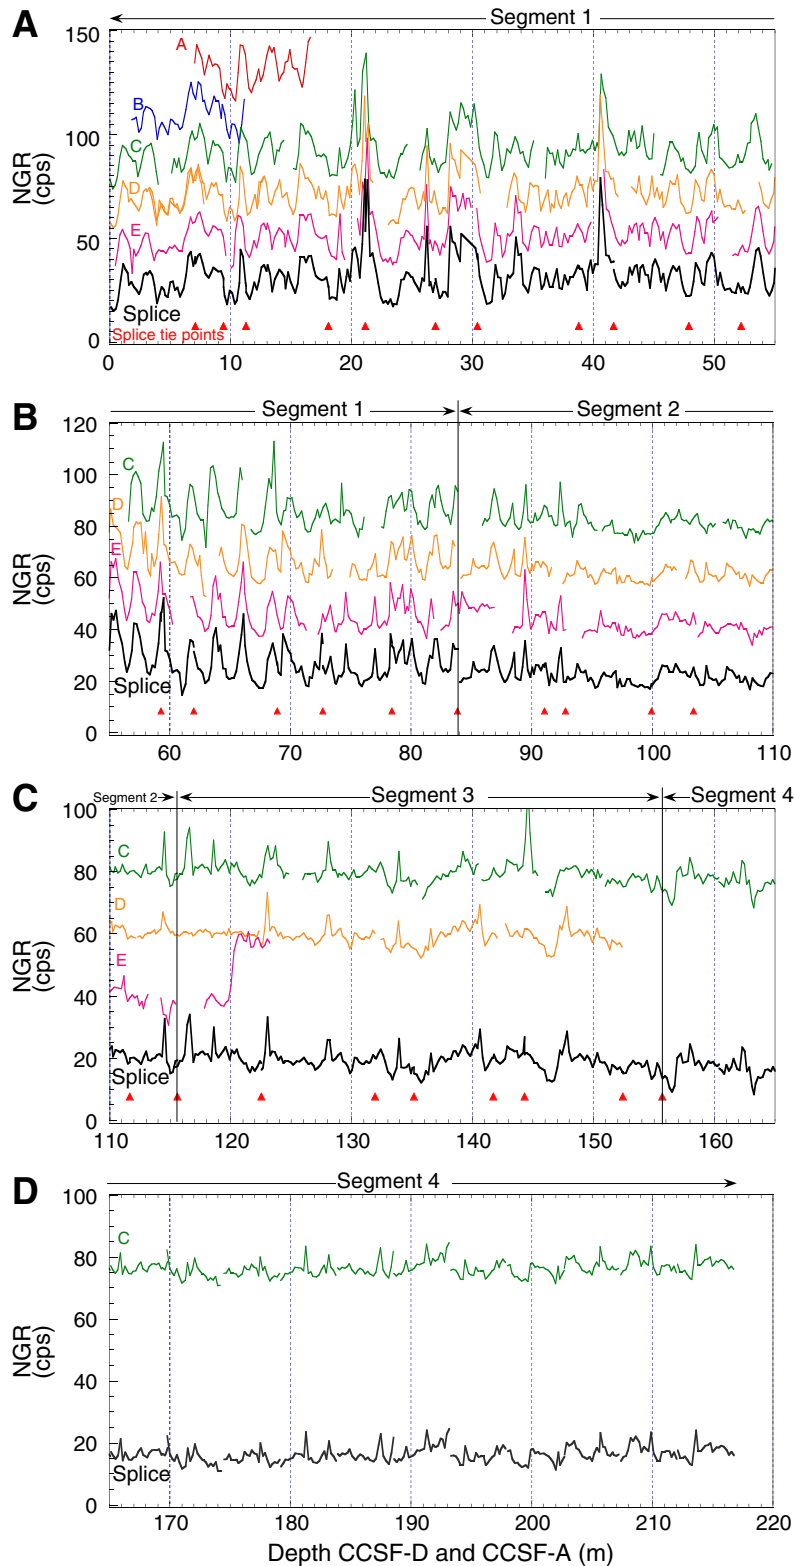 A
Segment 1
150
100
50
0
NGR
(cps)
A
B
C
D
E
Splice
Splice tie points
0 10 20 30 40 50
B
Segment 1 Segment 2
120
100
80
60
40
20
0
NGR
(cps)
C
D
E
Splice
60 70 80 90 100 110
C
Segment 2 Segment 3 Segment 4
100
80
60
40
20
0
NGR
(cps)
C
D
E
Splice
110 120 130 140 150 160
D
Segment 4
100
80
60
40
20
0
NGR
(cps)
C
Splice
170 180 190 200 210 220
Depth CCSF-D and CCSF-A (m)